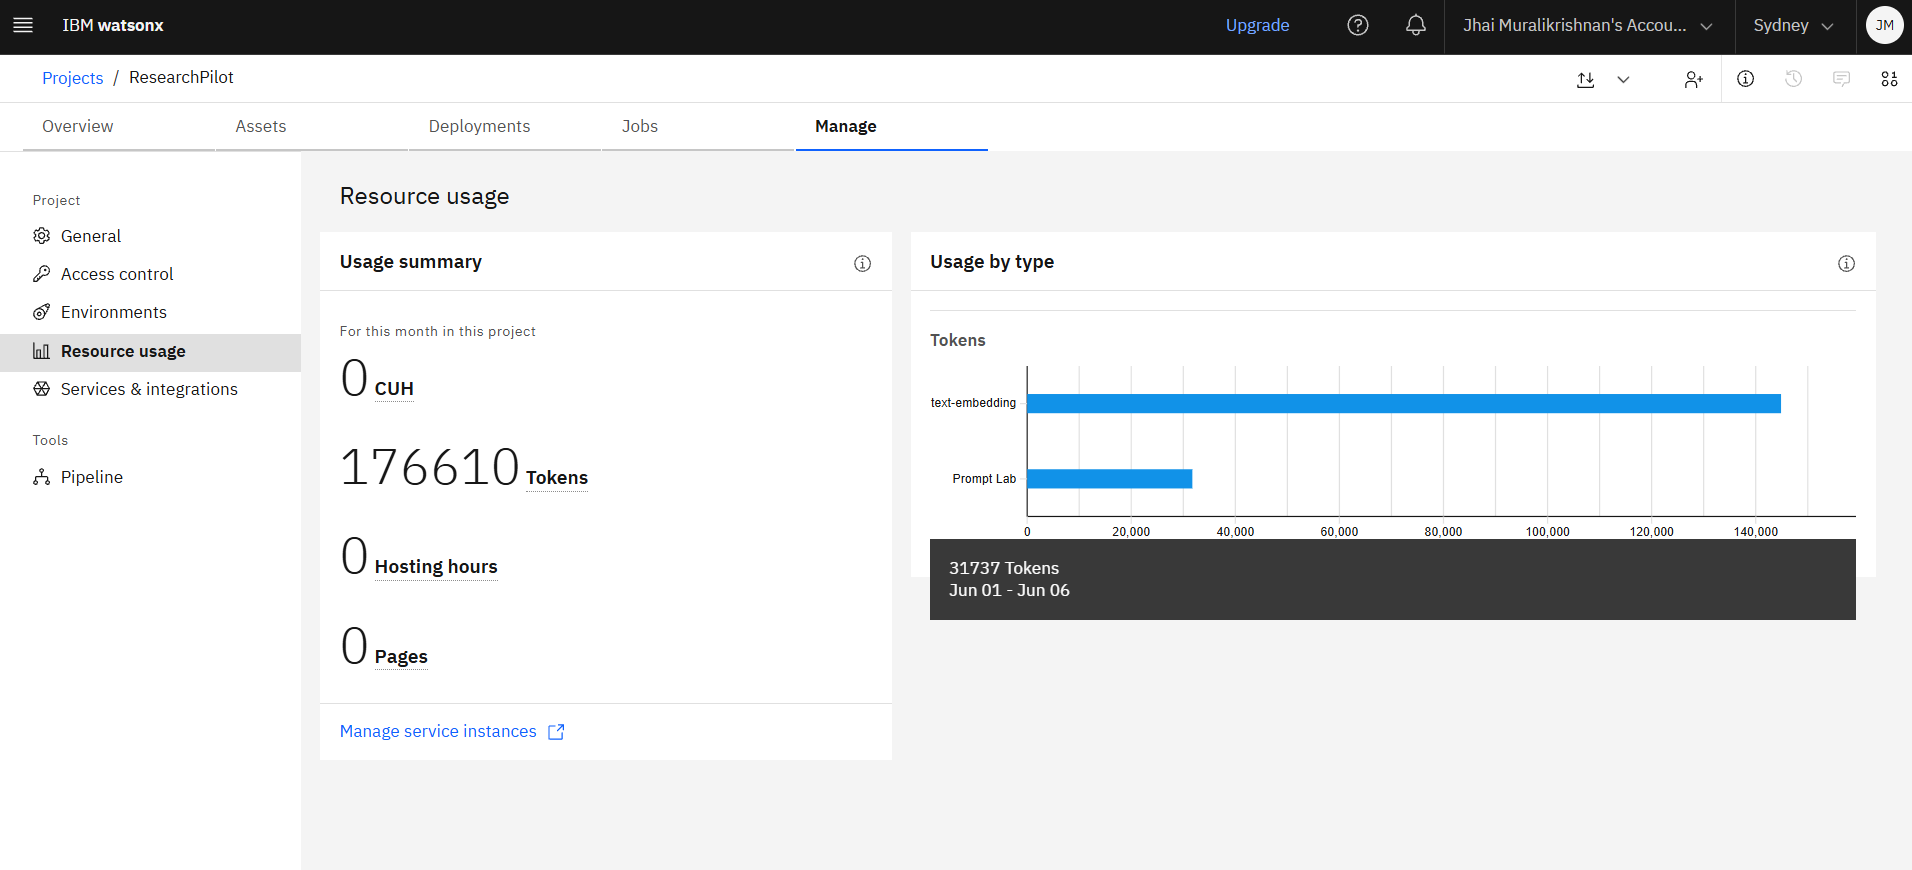 IBM watsonx
Upgrade
Jhai Muralikrishnan's Accou...
Sydney
JM
Projects / ResearchPilot
Overview
Assets
Deployments
Jobs
Manage
Project
General
Access control
Environments
Resource usage
Services & integrations
Tools
Pipeline
Resource usage
Usage summary
For this month in this project
0 CUH
176610 Tokens
0 Hosting hours
0 Pages
Manage service instances
Usage by type
Tokens
text-embedding
Prompt Lab
0 20,000 40,000 60,000 80,000 100,000 120,000 140,000
31737 Tokens
Jun 01 - Jun 06